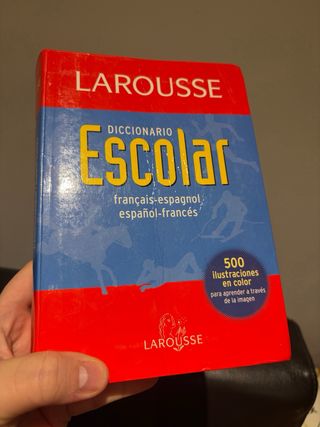 LAROUSSE
DICCIONARIO
Escolar
français-espagnol
español-francés
500
ilustraciones
en color
para aprender a través
de la imagen
LAROUSSE